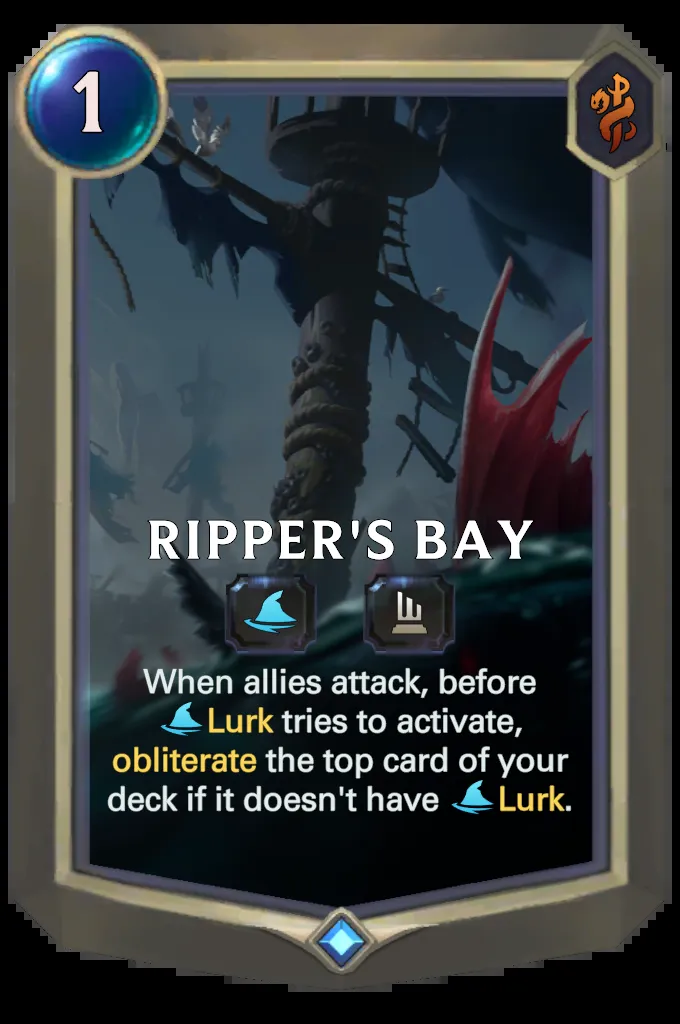 1
RIPPER'S BAY
When allies attack, before
Lurk tries to activate,
obliterate the top card of your
deck if it doesn't have Lurk.